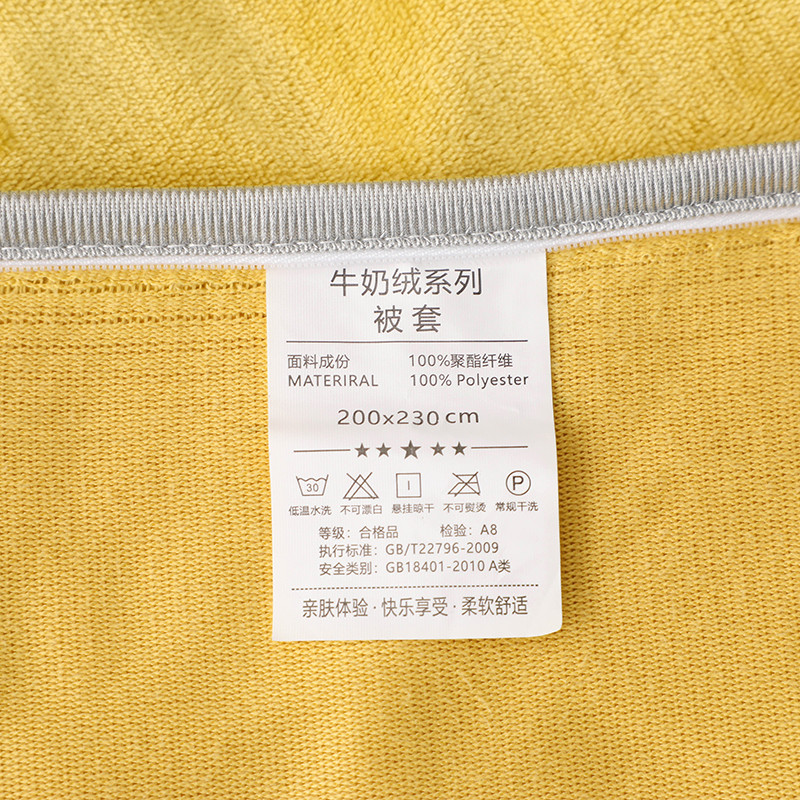 牛奶绒系列
被套
面料成份 100%聚酯纤维
MATERIRAL 100% Polyester
200x230 cm
30
P
低温水洗 不可漂白 悬挂晾干 不可熨烫 常规干洗
等级：合格品 检验：A8
执行标准：GB/T22796-2009
安全类别：GB18401-2010 A类
亲肤体验·快乐享受·柔软舒适